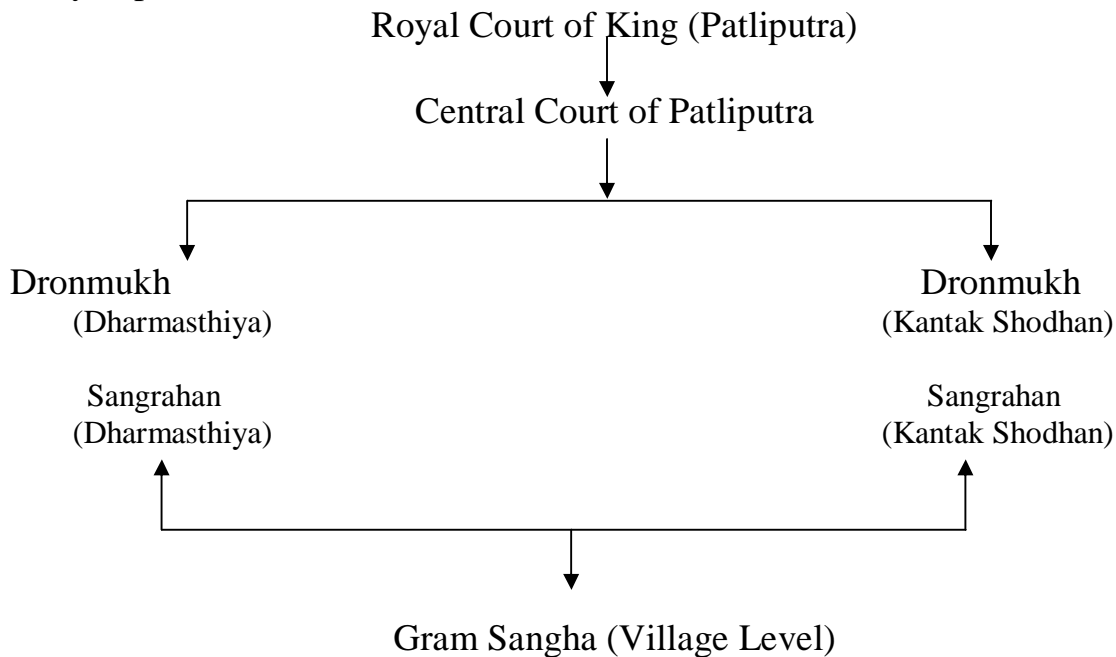 Royal Court of King (Patliputra)
Central Court of Patliputra
Dronmukh Dronmukh
(Dharmasthiya) (Kantak Shodhan)
Sangrahan Sangrahan
(Dharmasthiya) (Kantak Shodhan)
Gram Sangha (Village Level)